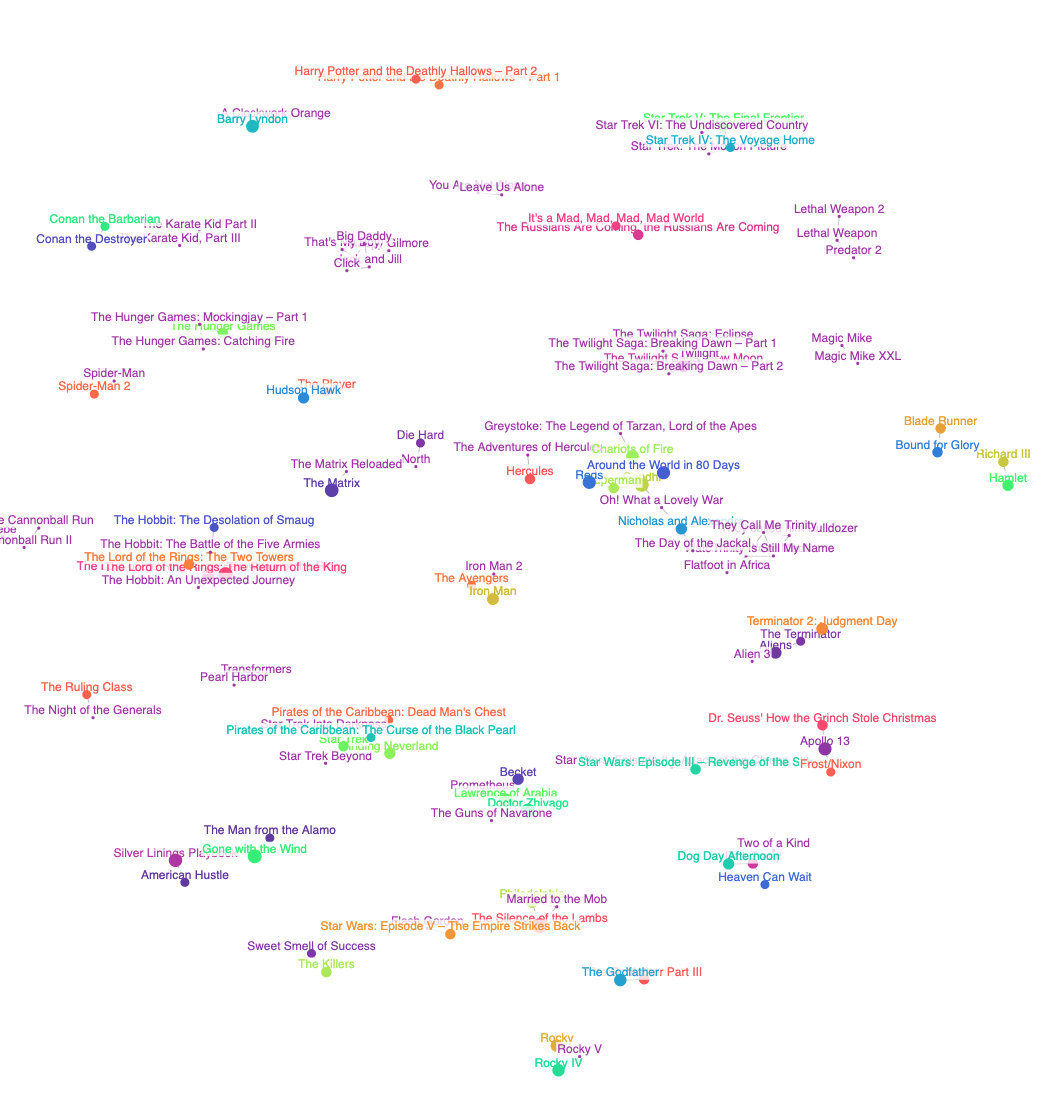 Harry Potter and the Deathly Hallows – Part 2
Harry Potter and the Deathly Hallows – Part 1
A Clockwork Orange
Barry Lyndon
Star Trek V: The Final Frontier
Star Trek VI: The Undiscovered Country
Star Trek IV: The Voyage Home
Star Trek: The Motion Picture
You A
Leave Us Alone
Conan the Barbarian
The Karate Kid Part II
Conan the Destroyer
Karate Kid, Part III
Big Daddy
That's My Boy
Gilmore
Click
and Jill
It's a Mad, Mad, Mad, Mad World
The Russians Are Coming, the Russians Are Coming
Lethal Weapon 2
Lethal Weapon
Predator 2
The Hunger Games: Mockingjay – Part 1
The Hunger Games
The Hunger Games: Catching Fire
The Twilight Saga: Eclipse
The Twilight Saga: Breaking Dawn – Part 1
Twilight
The Twilight Saga: New Moon
The Twilight Saga: Breaking Dawn – Part 2
Magic Mike
Magic Mike XXL
Spider-Man
Spider-Man 2
The Player
Hudson Hawk
Die Hard
North
The Matrix Reloaded
The Matrix
Greystoke: The Legend of Tarzan, Lord of the Apes
The Adventures of Hercul
Chariots of Fire
Hercules
Around the World in 80 Days
Reds
Superman
Gandhi
Oh! What a Lovely War
Blade Runner
Bound for Glory
Richard III
Hamlet
e Cannonball Run
nonball Run II
The Hobbit: The Desolation of Smaug
The Hobbit: The Battle of the Five Armies
The Lord of the Rings: The Two Towers
The Lord of the Rings: The Return of the King
The Hobbit: An Unexpected Journey
Nicholas and Alexandra
They Call Me Trinity
ulldozer
The Day of the Jackal
is Still My Name
Flatfoot in Africa
Iron Man 2
The Avengers
Iron Man
Terminator 2: Judgment Day
The Terminator
Aliens
Alien 3
Transformers
Pearl Harbor
The Ruling Class
The Night of the Generals
Pirates of the Caribbean: Dead Man's Chest
Star Trek Into Darkness
Pirates of the Caribbean: The Curse of the Black Pearl
Star Trek
Finding Neverland
Star Trek Beyond
Dr. Seuss' How the Grinch Stole Christmas
Apollo 13
Star Wars: Episode III – Revenge of the S
Frost/Nixon
Becket
Prometheus
Lawrence of Arabia
Doctor Zhivago
The Guns of Navarone
The Man from the Alamo
Silver Linings Playbook
Gone with the Wind
American Hustle
Two of a Kind
Dog Day Afternoon
Heaven Can Wait
Philadelphia
Married to the Mob
Flash Gordon
The Silence of the Lambs
Star Wars: Episode V – The Empire Strikes Back
Sweet Smell of Success
The Killers
The Godfather
r Part III
Rocky
Rocky V
Rocky IV